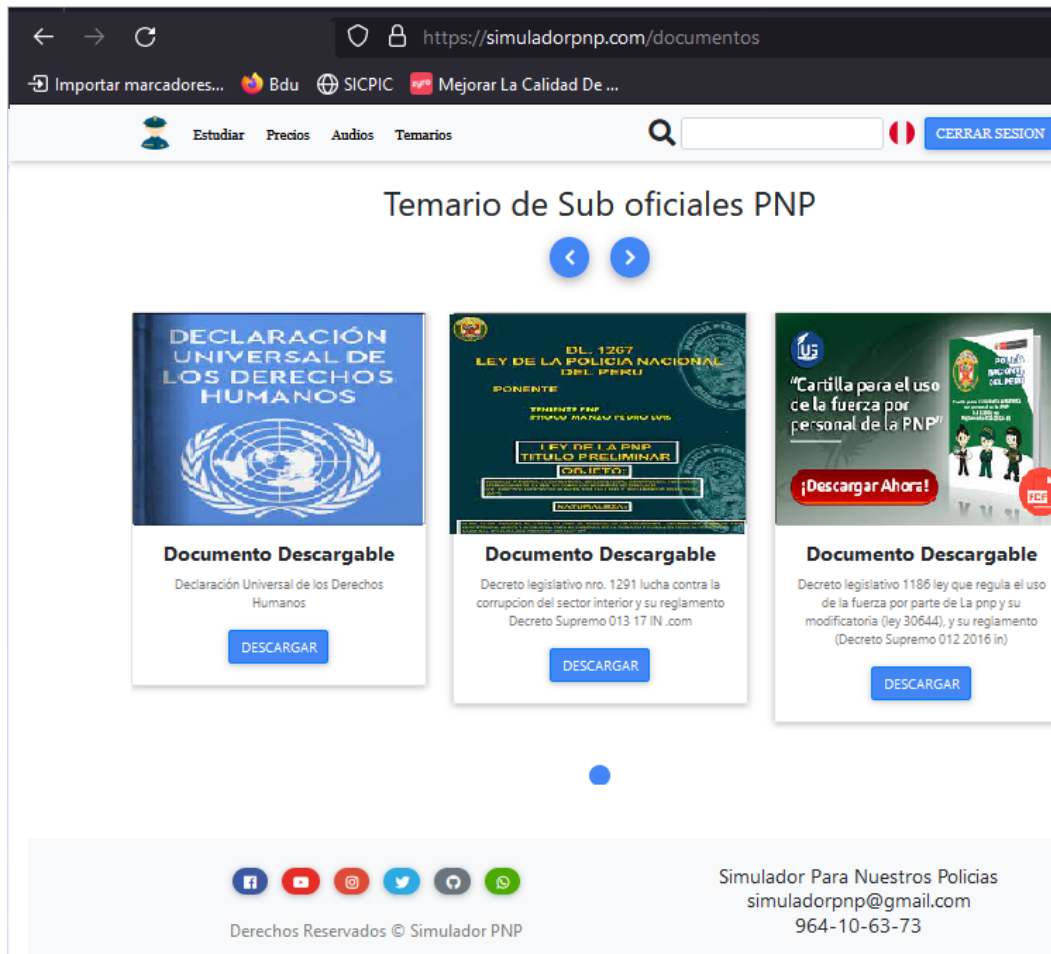 https://simuladorpnp.com/documentos
Importar marcadores... Bdu SICPIC Mejorar La Calidad De ...
Estudiar Precios Audios Temarios CERRAR SESION
Temario de Sub oficiales PNP
DECLARACIÓN
UNIVERSAL DE
LOS DERECHOS
HUMANOS
DL. 1267
LEY DE LA POLICIA NACIONAL
DEL PERU
PONENTE
LEY DE LA PNP
TITULO PRELIMINAR
OBJETO:
NATURALEZA:
"Cartilla para el uso
de la fuerza por
personal de la PNP"
¡Descargar Ahora!
POLICÍA
NACIONAL
DEL PERÚ
Documento Descargable
Declaración Universal de los Derechos
Humanos
DESCARGAR
Documento Descargable
Decreto legislativo nro. 1291 lucha contra la
corrupcion del sector interior y su reglamento
Decreto Supremo 013 17 IN .com
DESCARGAR
Documento Descargable
Decreto legislativo 1186 ley que regula el uso
de la fuerza por parte de La pnp y su
modificatoria (ley 30644), y su reglamento
(Decreto Supremo 012 2016 in)
DESCARGAR
Derechos Reservados © Simulador PNP
Simulador Para Nuestros Policias
simuladorpnp@gmail.com
964-10-63-73